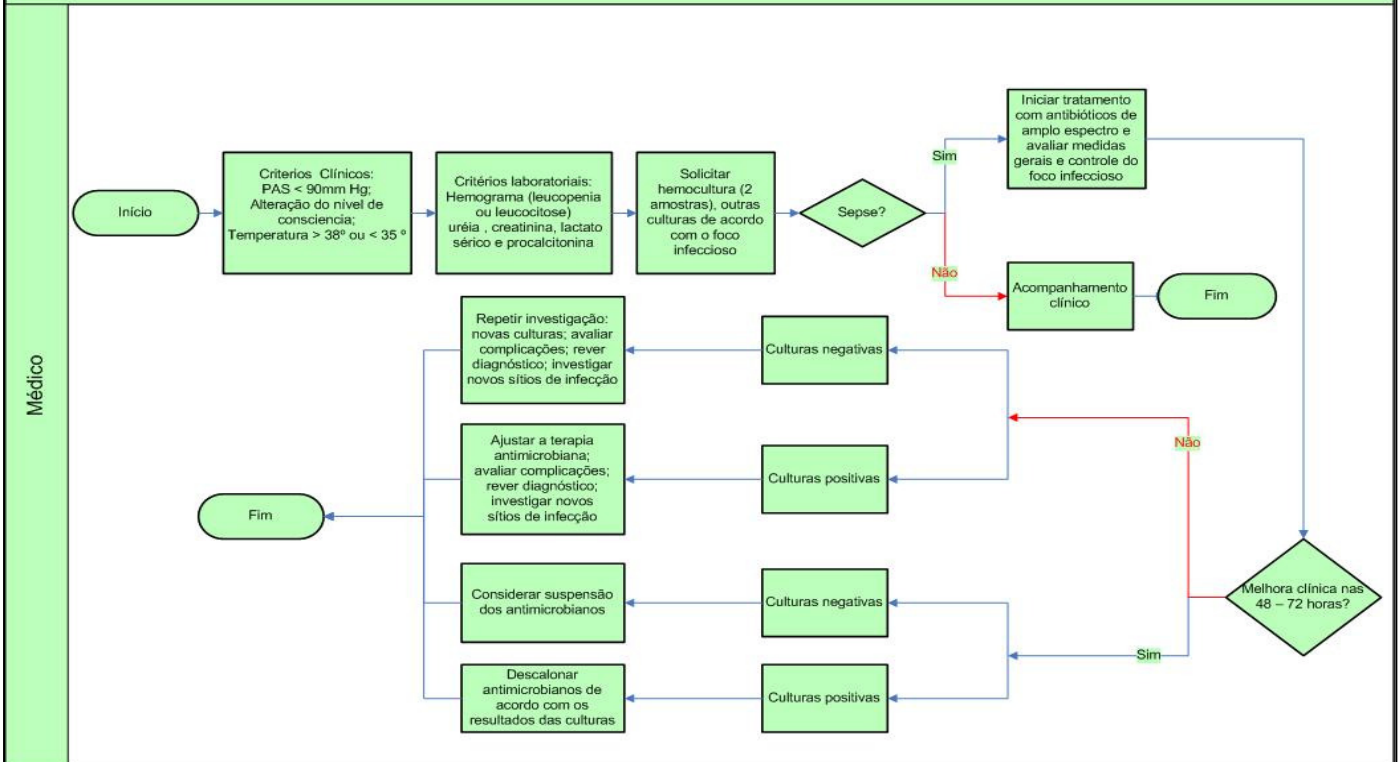 Médico
Início
Criterios Clínicos:
PAS < 90mm Hg;
Alteração do nível de
consciencia;
Temperatura > 38º ou < 35 º
Critérios laboratoriais:
Hemograma (leucopenia
ou leucocitose)
uréia , creatinina, lactato
sérico e procalcitonina
Solicitar
hemocultura (2
amostras), outras
culturas de acordo
com o foco
infeccioso
Sepse?
Sim
Iniciar tratamento
com antibióticos de
amplo espectro e
avaliar medidas
gerais e controle do
foco infeccioso
Não
Acompanhamento
clínico
Fim
Melhora clínica nas
48 – 72 horas?
Não
Culturas negativas
Repetir investigação:
novas culturas; avaliar
complicações; rever
diagnóstico; investigar
novos sítios de infecção
Culturas positivas
Ajustar a terapia
antimicrobiana;
avaliar complicações;
rever diagnóstico;
investigar novos
sítios de infecção
Sim
Culturas negativas
Considerar suspensão
dos antimicrobianos
Culturas positivas
Descalonar
antimicrobianos de
acordo com os
resultados das culturas
Fim